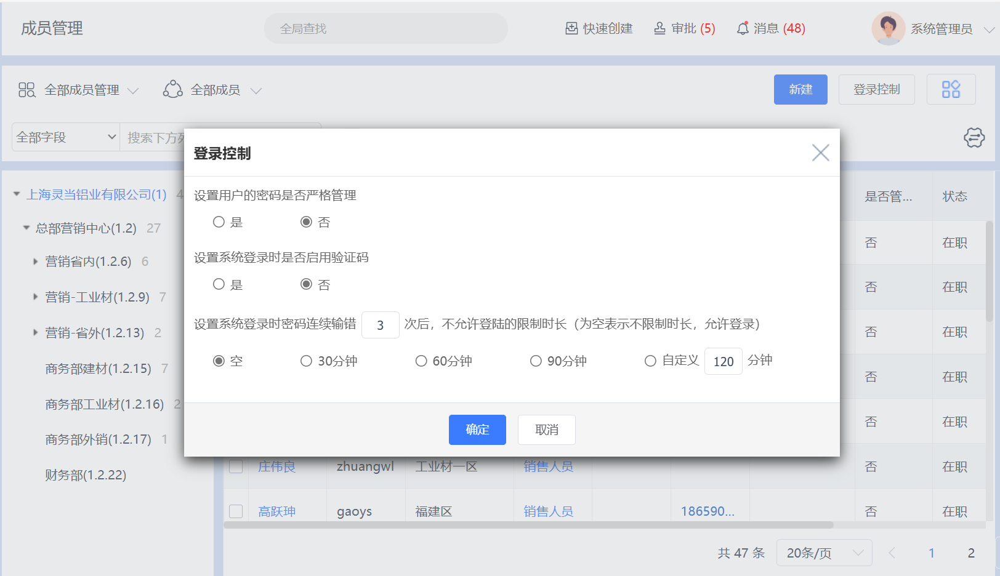 成员管理
全局查找
快速创建
审批 (5)
消息 (48)
系统管理员
全部成员管理
全部成员
新建
登录控制
全部字段
搜索下方
登录控制
设置用户的密码是否严格管理
是
否
设置系统登录时是否启用验证码
是
否
设置系统登录时密码连续输错 3 次后，不允许登陆的限制时长（为空表示不限制时长，允许登录）
空
30分钟
60分钟
90分钟
自定义 120 分钟
确定
取消
上海灵当铝业有限公司(1) 4
总部营销中心(1.2) 27
营销省内(1.2.6) 6
营销-工业材(1.2.9) 7
营销-省外(1.2.13) 2
商务部建材(1.2.15) 7
商务部工业材(1.2.16) 2
商务部外销(1.2.17) 1
财务部(1.2.22)
是否管... 状态
否 在职
否 在职
否 在职
否 在职
否 在职
庄伟良 zhuangwl 工业材一区 销售人员 否 在职
高跃珅 gaoys 福建区 销售人员 186590... 否 在职
共 47 条 20条/页 1 2